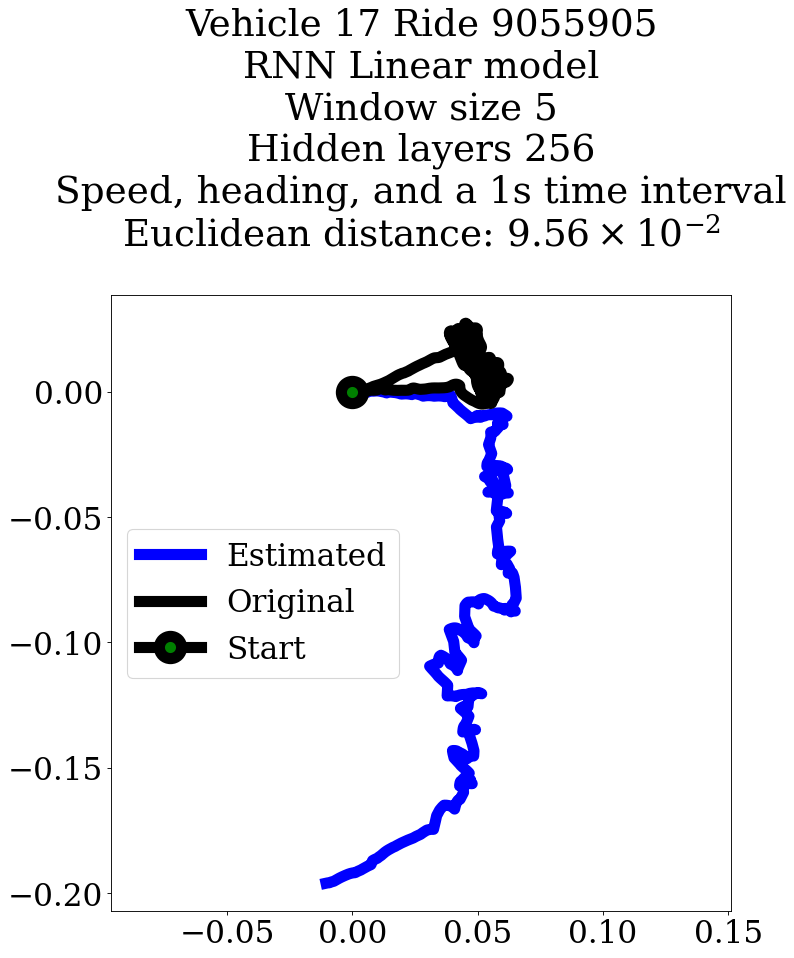 Vehicle 17 Ride 9055905
RNN Linear model
Window size 5
Hidden layers 256
Speed, heading, and a 1s time interval
Euclidean distance: 9.56 × 10⁻²
0.00
−0.05
Estimated
Original
Start
−0.10
−0.15
−0.20
−0.05 0.00 0.05 0.10 0.15